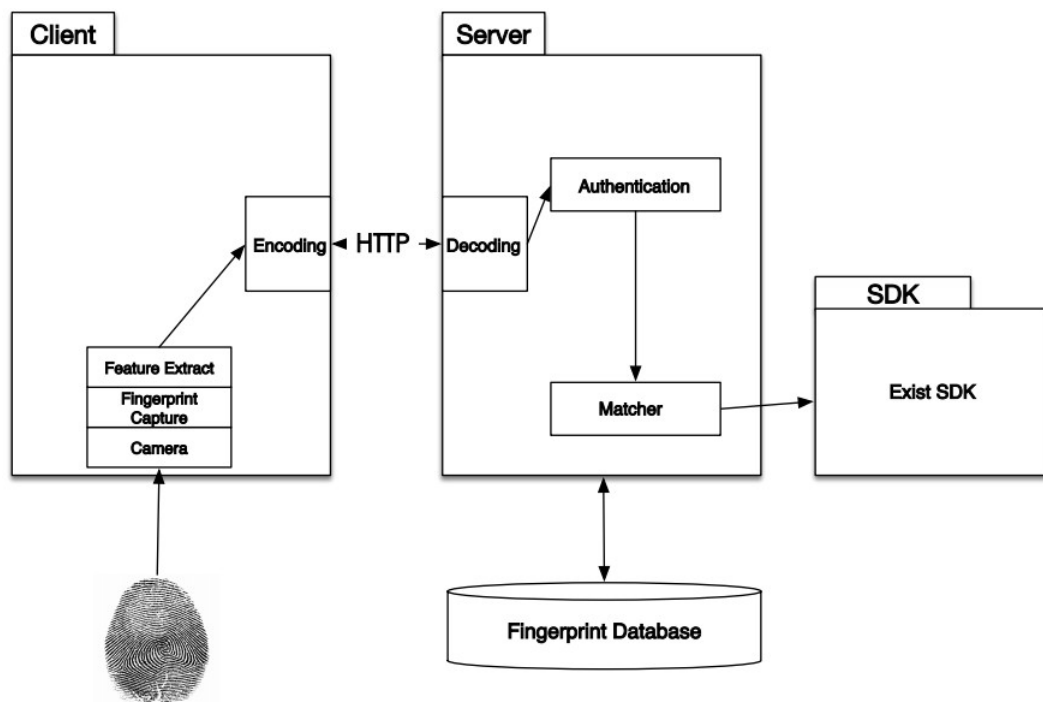 Client
Server
Authentication
Encoding
HTTP
Decoding
SDK
Feature Extract
Fingerprint
Capture
Camera
Matcher
Exist SDK
Fingerprint Database